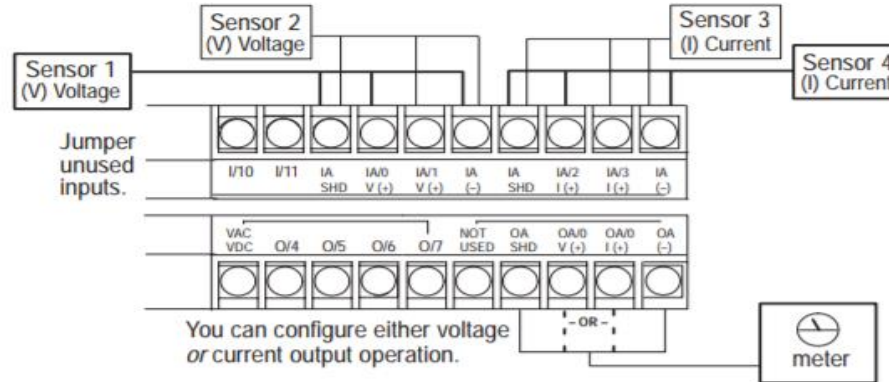 Sensor 2
(V) Voltage
Sensor 3
(I) Current
Sensor 1
(V) Voltage
Sensor 4
(I) Current
Jumper
unused
inputs.
I/10 I/11 IA IA/0 IA/1 IA IA IA/2 IA/3 IA
SHD V (+) V (+) (–) SHD I (+) I (+) (–)
VAC NOT OA OA/0 OA/0 OA
VDC O/4 O/5 O/6 O/7 USED SHD V (+) I (+) (–)
You can configure either voltage
or current output operation.
– OR –
meter